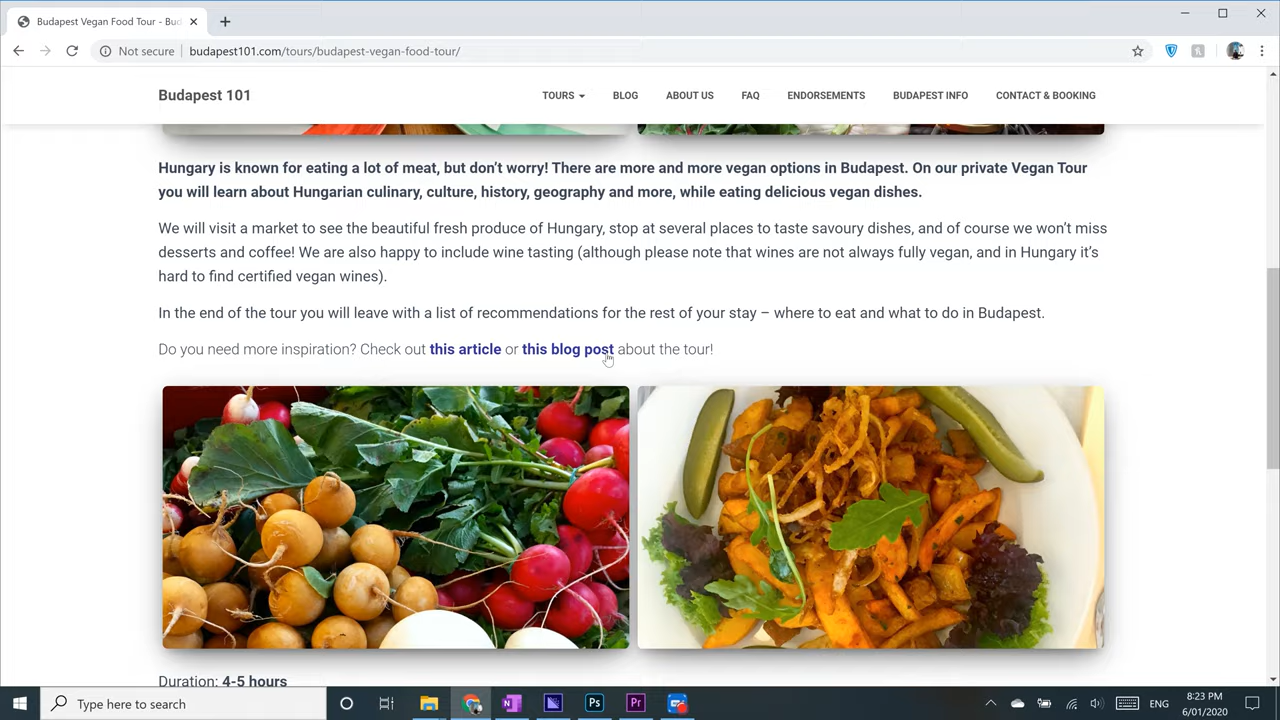 Budapest Vegan Food Tour - Bud
Not secure
budapest101.com/tours/budapest-vegan-food-tour/
Budapest 101
TOURS
BLOG
ABOUT US
FAQ
ENDORSEMENTS
BUDAPEST INFO
CONTACT & BOOKING
Hungary is known for eating a lot of meat, but don’t worry! There are more and more vegan options in Budapest. On our private Vegan Tour
you will learn about Hungarian culinary, culture, history, geography and more, while eating delicious vegan dishes.
We will visit a market to see the beautiful fresh produce of Hungary, stop at several places to taste savoury dishes, and of course we won’t miss
desserts and coffee! We are also happy to include wine tasting (although please note that wines are not always fully vegan, and in Hungary it’s
hard to find certified vegan wines).
In the end of the tour you will leave with a list of recommendations for the rest of your stay – where to eat and what to do in Budapest.
Do you need more inspiration? Check out this article or this blog post about the tour!
Duration: 4-5 hours
Type here to search
N
Ps
Pr
ENG
8:23 PM
6/01/2020